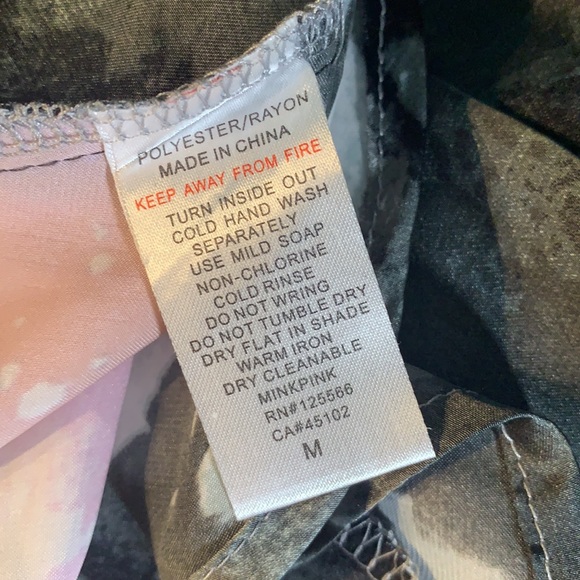 POLYESTER/RAYON
MADE IN CHINA
KEEP AWAY FROM FIRE
TURN INSIDE OUT
COLD HAND WASH
SEPARATELY
USE MILD SOAP
NON-CHLORINE
COLD RINSE
DO NOT WRING
DO NOT TUMBLE DRY
DRY FLAT IN SHADE
WARM IRON
DRY CLEANABLE
MINKPINK
RN#125566
CA#45102
M